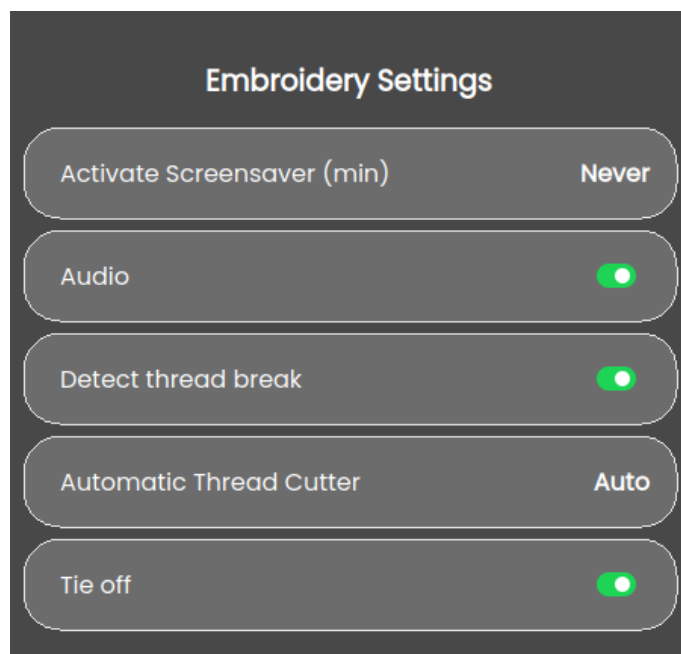 Embroidery Settings
Activate Screensaver (min) Never
Audio
Detect thread break
Automatic Thread Cutter Auto
Tie off